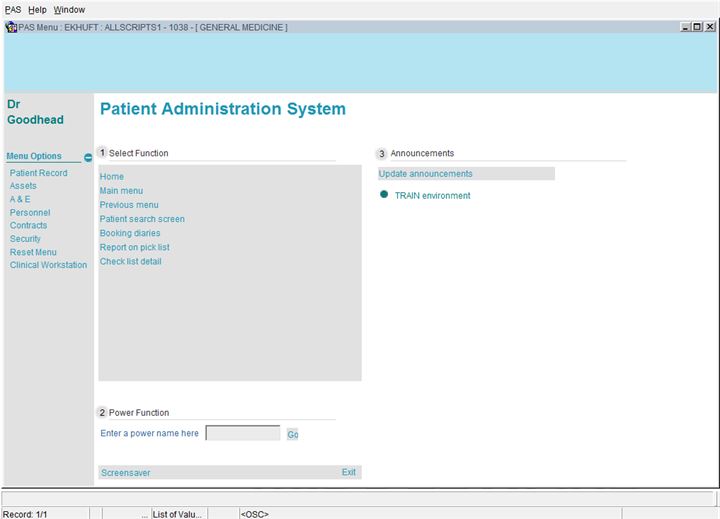 PAS Help Window
PAS Menu : EKHUFT : ALLSCRIPTS1 - 1038 - [ GENERAL MEDICINE ]
Dr
Goodhead
Patient Administration System
Menu Options
Patient Record
Assets
A & E
Personnel
Contracts
Security
Reset Menu
Clinical Workstation
1 Select Function
Home
Main menu
Previous menu
Patient search screen
Booking diaries
Report on pick list
Check list detail
3 Announcements
Update announcements
TRAIN environment
2 Power Function
Enter a power name here Go
Screensaver Exit
Record: 1/1 ... List of Valu... <OSC>